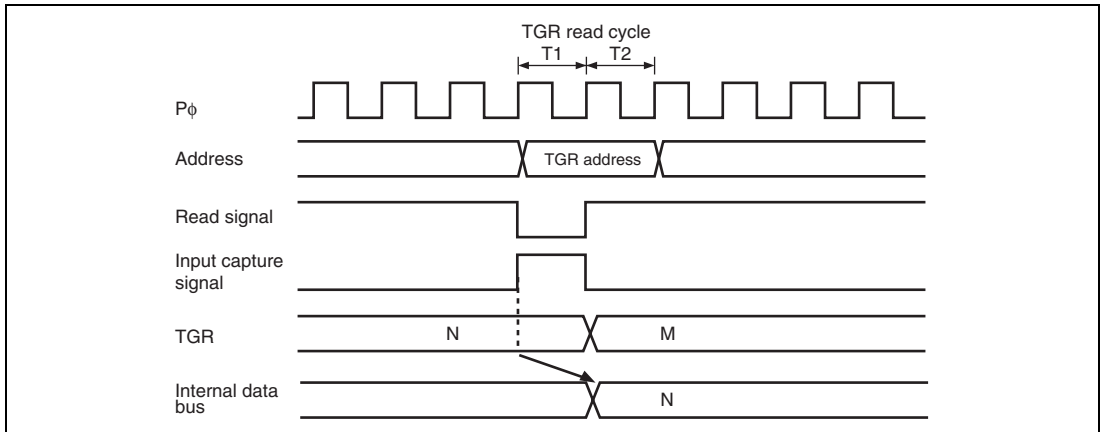 TGR read cycle
T1 T2
Pϕ
Address
TGR address
Read signal
Input capture
signal
TGR
N
M
Internal data
bus
N